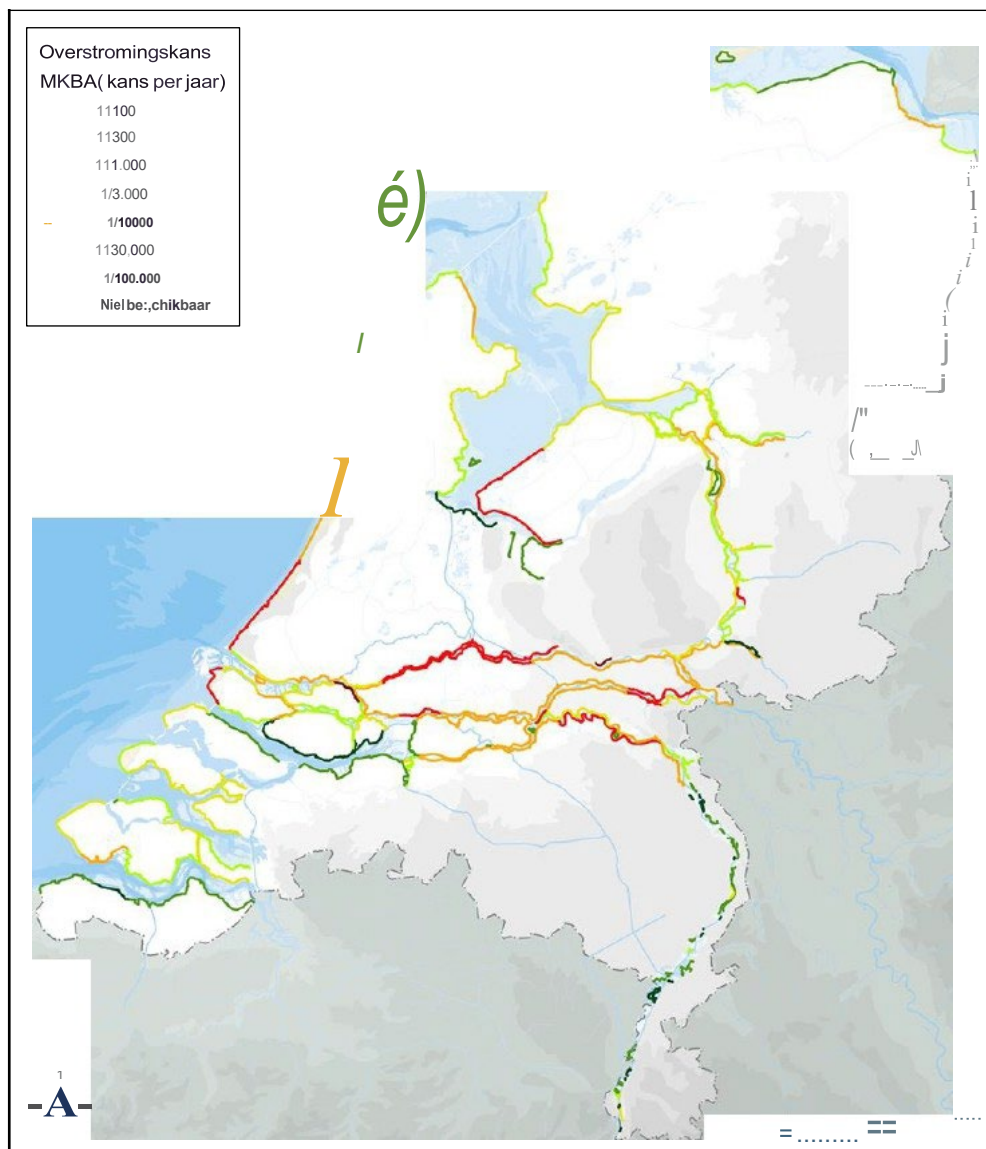 Overstromingskans
MKBA( kans per jaar)
11100
11300
111.000
1/3.000
1/10000
1130,000
1/100.000
Nielbe:,chikbaar
é)
l
1
A